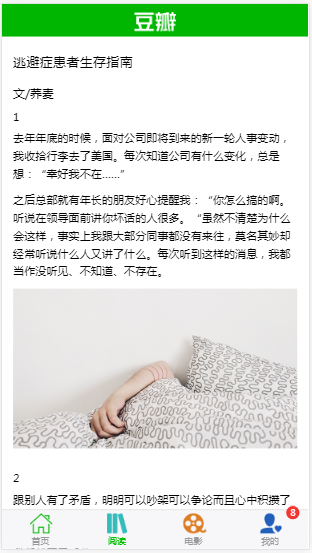 豆瓣
逃避症患者生存指南
文/荞麦
1
去年年底的时候，面对公司即将到来的新一轮人事变动，
我收拾行李去了美国。每次知道公司有什么变化，总是
想：“幸好我不在……”
之后总部就有年长的朋友好心提醒我：“你怎么搞的啊。
听说在领导面前讲你坏话的人很多。“虽然不清楚为什么
会这样，事实上我跟大部分同事都没有来往，莫名其妙却
经常听说什么人又讲了什么。每次听到这样的消息，我都
当作没听见、不知道、不存在。
2
跟别人有了矛盾，明明可以吵架可以争论而且心中积攒了
8
首页
阅读
电影
我的